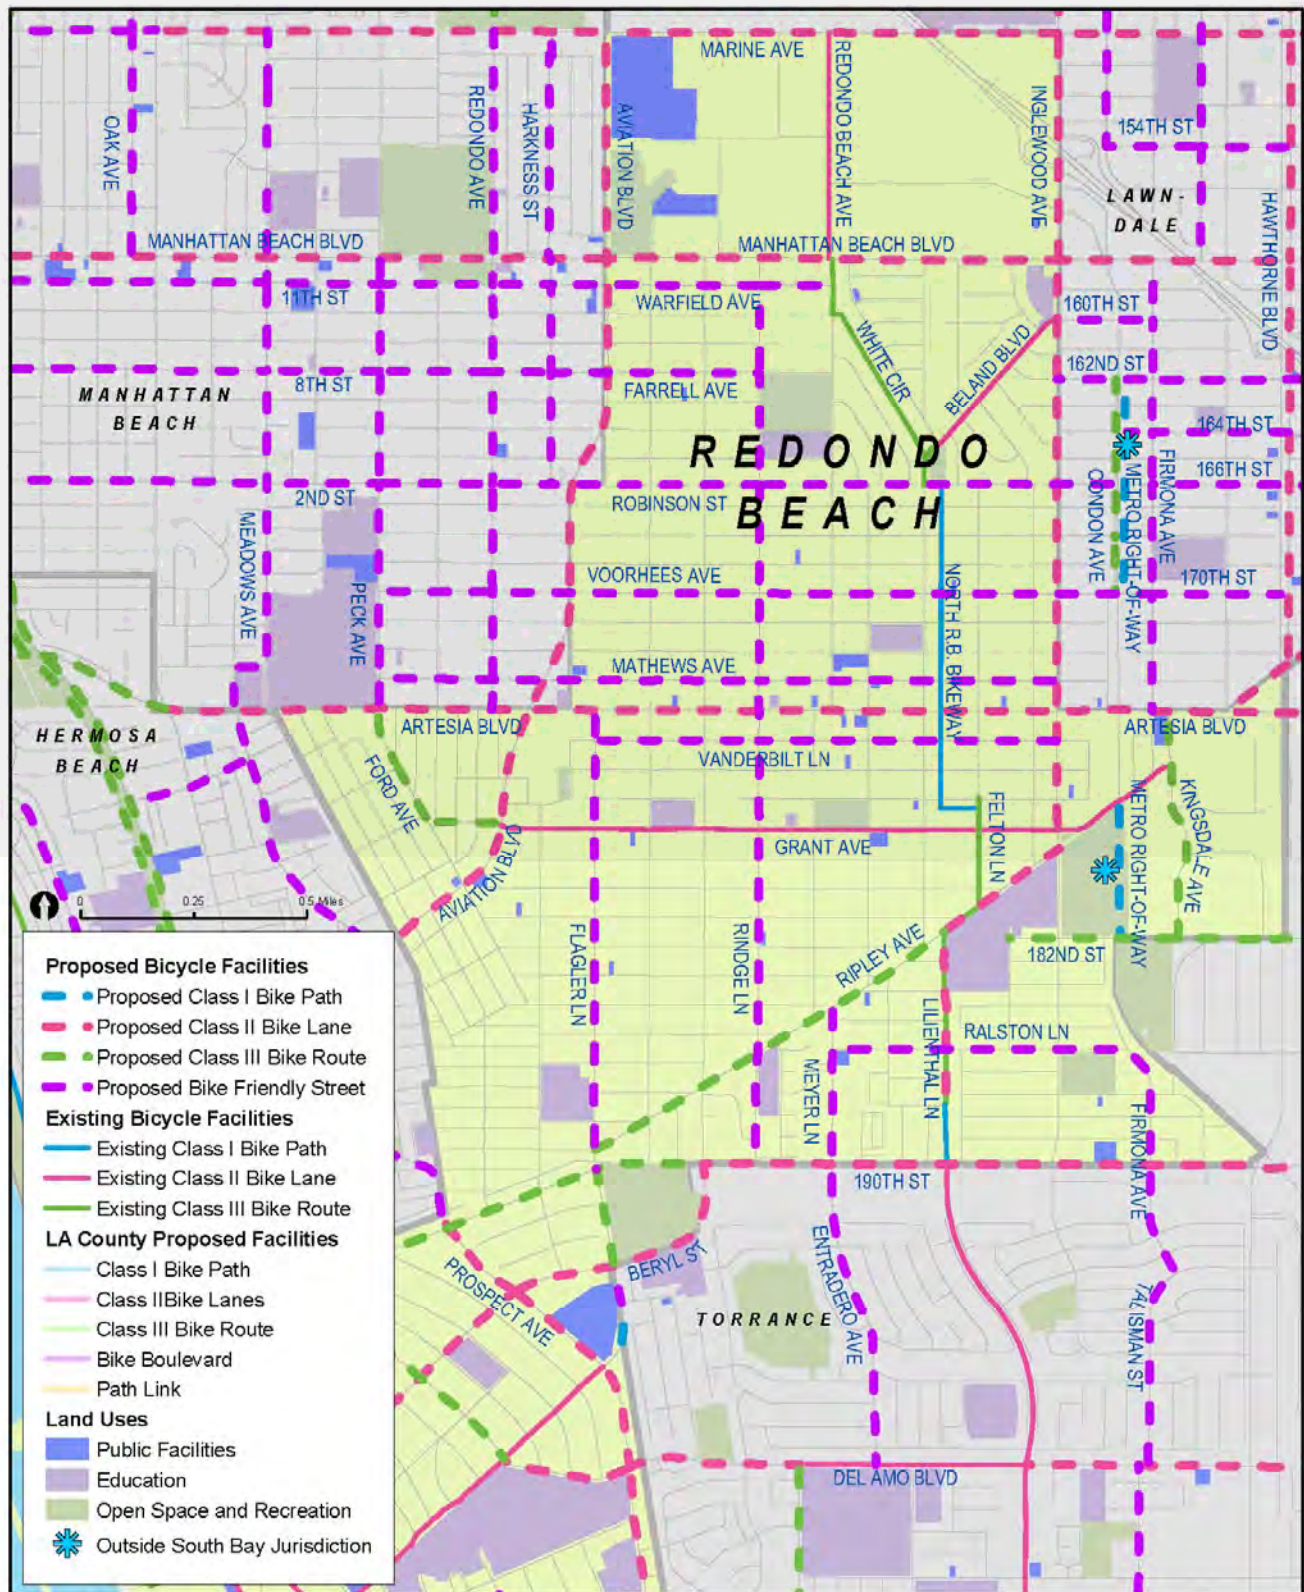 MARINE AVE
REDONDO BEACH AVE
INGLEWOOD AVE
AVIATION BLVD
HARKNESS ST
REDONDO AVE
OAK AVE
154TH ST
LAWN-
DALE
HAWTHORNE BLVD
MANHATTAN BEACH BLVD
MANHATTAN BEACH BLVD
11TH ST
WARFIELD AVE
160TH ST
WHITE CIR
BELAND BLVD
162ND ST
8TH ST
FARRELL AVE
MANHATTAN
BEACH
164TH ST
REDONDO
BEACH
166TH ST
2ND ST
ROBINSON ST
CONDON AVE
METRO RIGHT-OF-WAY
FIRMONA AVE
MEADOWS AVE
PECK AVE
VOORHEES AVE
NORTH R.B. BIKEWAY
170TH ST
MATHEWS AVE
HERMOSA
BEACH
ARTESIA BLVD
ARTESIA BLVD
VANDERBILT LN
FORD AVE
FELTON LN
METRO RIGHT-OF-WAY
KINGSDALE AVE
GRANT AVE
AVIATION BLVD
0 0.25 0.5 Miles
FLAGLER LN
RINDGE LN
RIPLEY AVE
182ND ST
LILIENTHAL LN
RALSTON LN
MEYER LN
FIRMONA AVE
190TH ST
PROSPECT AVE
BERYL ST
ENTRADERO AVE
TORRANCE
TALISMAN ST
DEL AMO BLVD
Proposed Bicycle Facilities
Proposed Class I Bike Path
Proposed Class II Bike Lane
Proposed Class III Bike Route
Proposed Bike Friendly Street
Existing Bicycle Facilities
Existing Class I Bike Path
Existing Class II Bike Lane
Existing Class III Bike Route
LA County Proposed Facilities
Class I Bike Path
Class IIBike Lanes
Class III Bike Route
Bike Boulevard
Path Link
Land Uses
Public Facilities
Education
Open Space and Recreation
Outside South Bay Jurisdiction